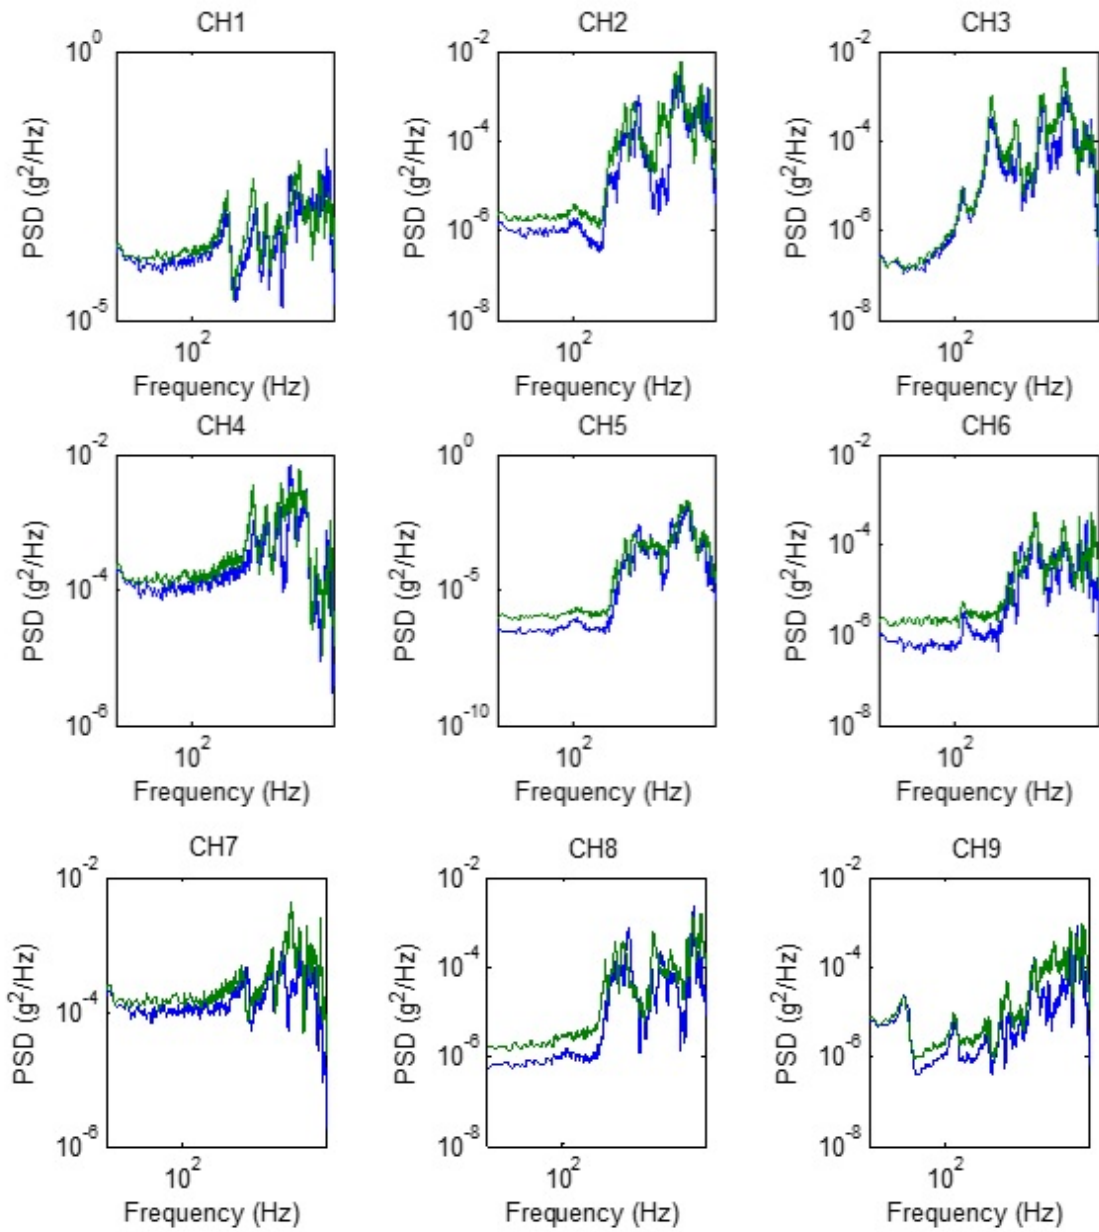 CH1 CH2 CH3
10^0 10^-2 10^-2
PSD (g^2/Hz) 10^-4 PSD (g^2/Hz) 10^-4 PSD (g^2/Hz)
10^-6 10^-6
10^-5 10^-8 10^-8
10^2 10^2 10^2
Frequency (Hz) Frequency (Hz) Frequency (Hz)
CH4 CH5 CH6
10^-2 10^0 10^-2
PSD (g^2/Hz) 10^-4 PSD (g^2/Hz) 10^-5 PSD (g^2/Hz) 10^-4
10^-6
10^-6 10^-10 10^-8
10^2 10^2 10^2
Frequency (Hz) Frequency (Hz) Frequency (Hz)
CH7 CH8 CH9
10^-2 10^-2 10^-2
PSD (g^2/Hz) 10^-4 PSD (g^2/Hz) 10^-4 PSD (g^2/Hz) 10^-4
10^-6 10^-6
10^-6 10^-8 10^-8
10^2 10^2 10^2
Frequency (Hz) Frequency (Hz) Frequency (Hz)